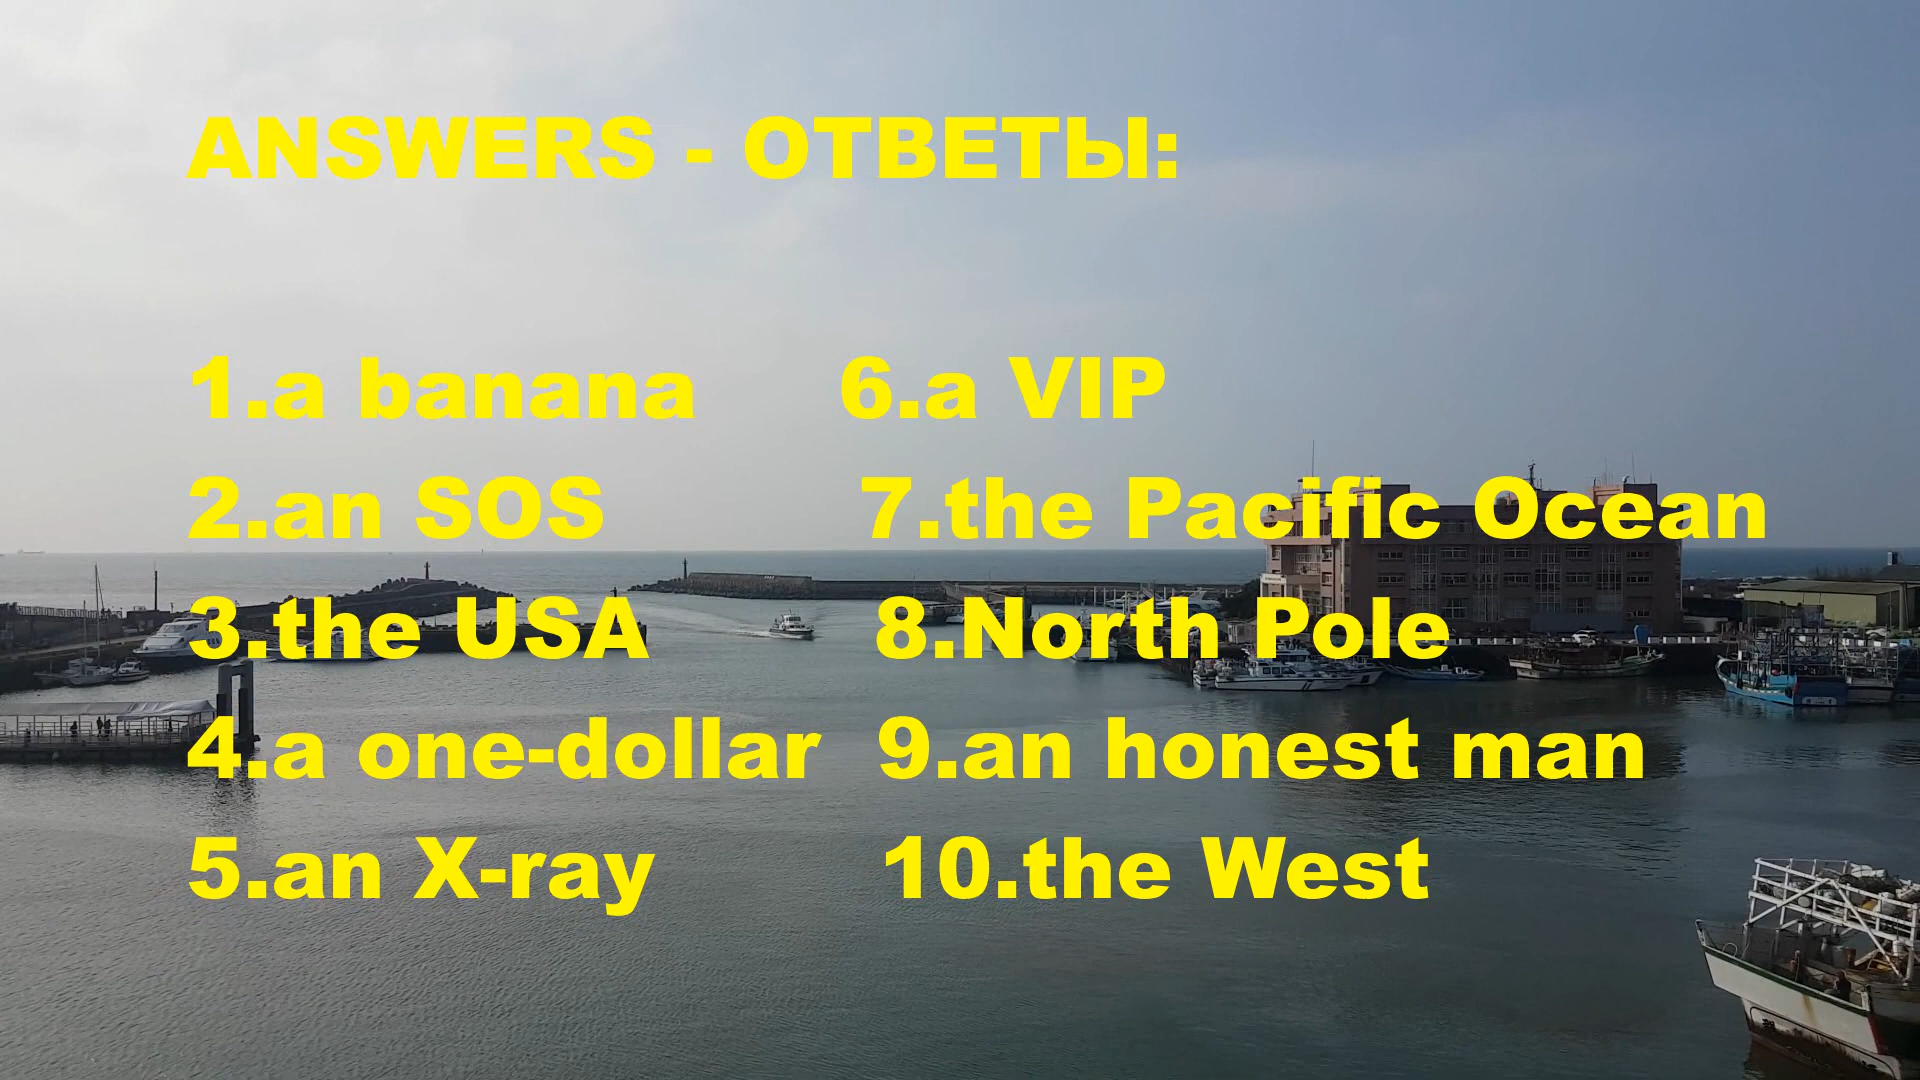 ANSWERS - ОТВЕТЫ:
1.a banana 6.a VIP
2.an SOS 7.the Pacific Ocean
3.the USA 8.North Pole
4.a one-dollar 9.an honest man
5.an X-ray 10.the West